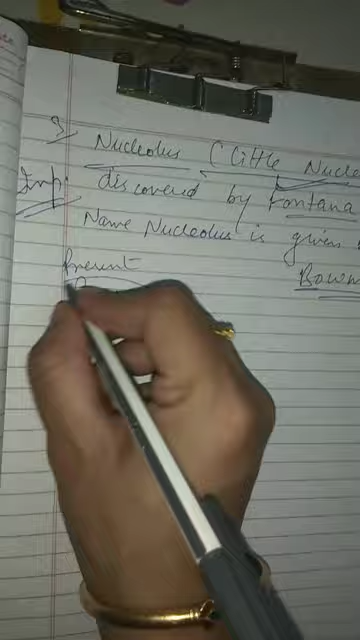 Nucleolus (Little Nucle
Imp: discovered by Fontana
Name Nucleolus is given
Bowm
Present